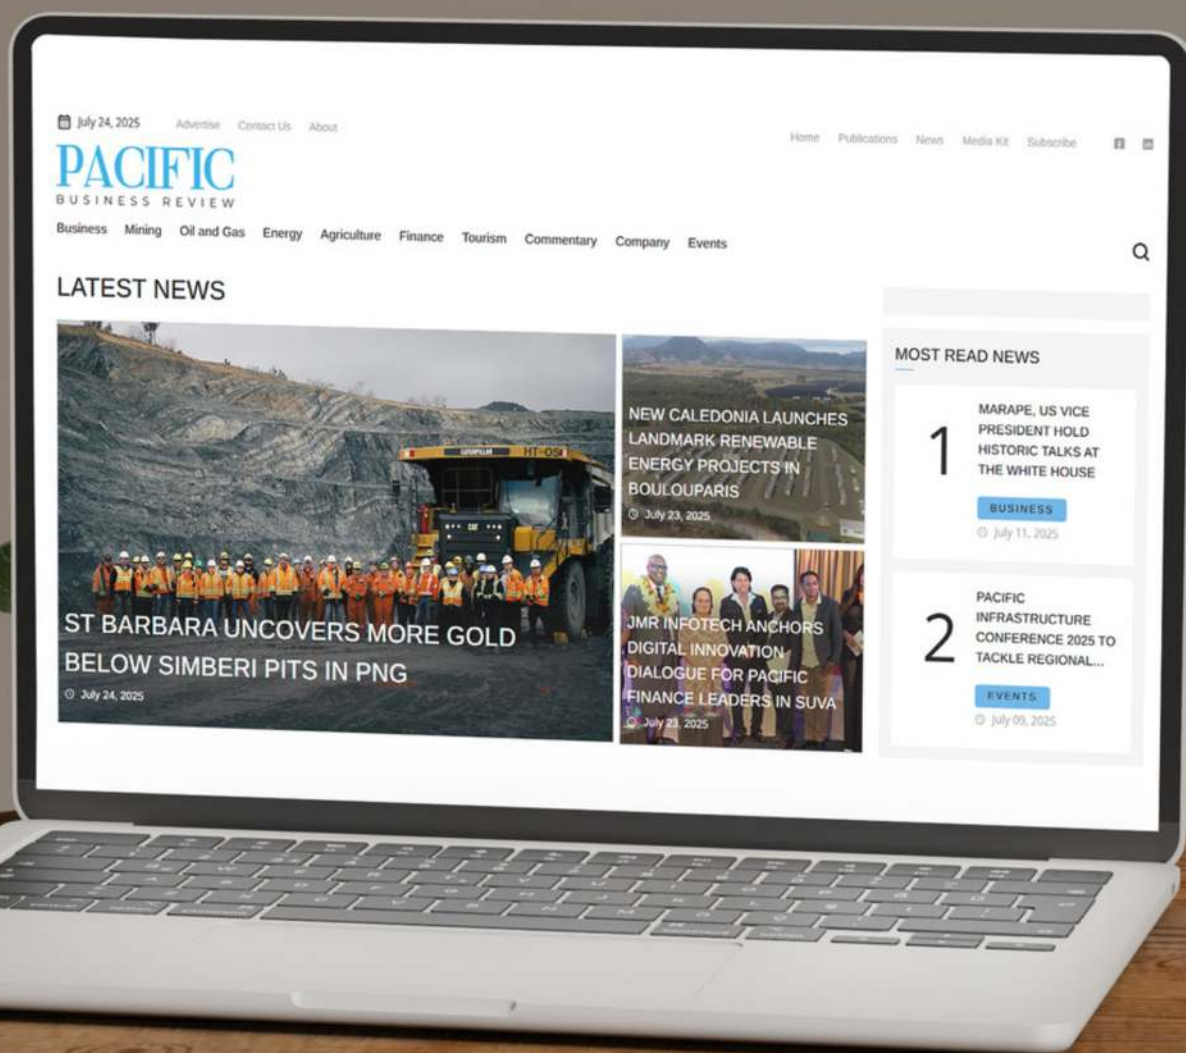 July 24, 2025 Advertise Contact Us About
Home Publications News Media Kit Subscribe
PACIFIC
BUSINESS REVIEW
Business Mining Oil and Gas Energy Agriculture Finance Tourism Commentary Company Events
LATEST NEWS
CATERPILLAR HT-05
CAT
ST BARBARA UNCOVERS MORE GOLD
BELOW SIMBERI PITS IN PNG
July 24, 2025
NEW CALEDONIA LAUNCHES
LANDMARK RENEWABLE
ENERGY PROJECTS IN
BOULOUPARIS
July 23, 2025
JMR INFOTECH ANCHORS
DIGITAL INNOVATION
DIALOGUE FOR PACIFIC
FINANCE LEADERS IN SUVA
July 23, 2025
MOST READ NEWS
1
MARAPE, US VICE
PRESIDENT HOLD
HISTORIC TALKS AT
THE WHITE HOUSE
BUSINESS
July 11, 2025
2
PACIFIC
INFRASTRUCTURE
CONFERENCE 2025 TO
TACKLE REGIONAL...
EVENTS
July 09, 2025